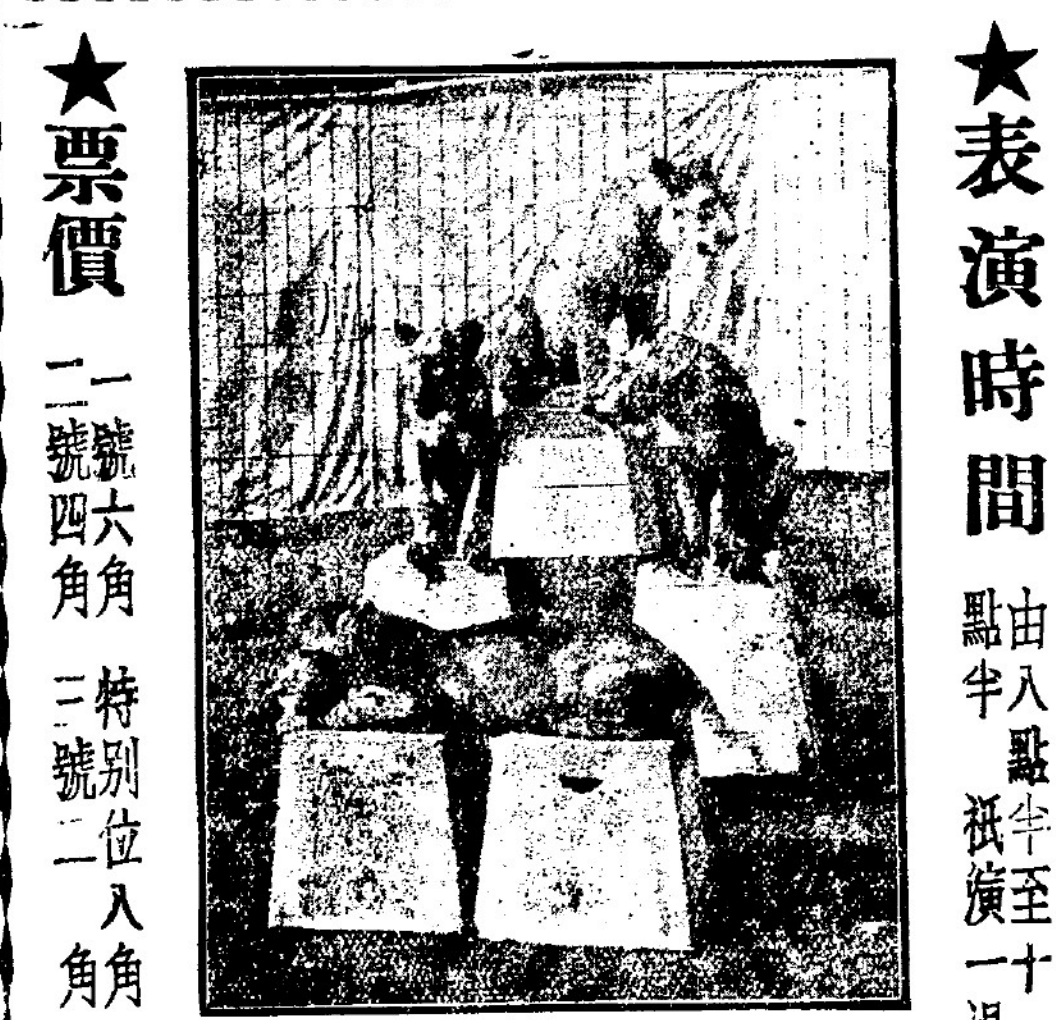 ★表演時間
由八點半至十
點半 祇演一
★票價
一號六角 特別位八角
二號四角 三號二角